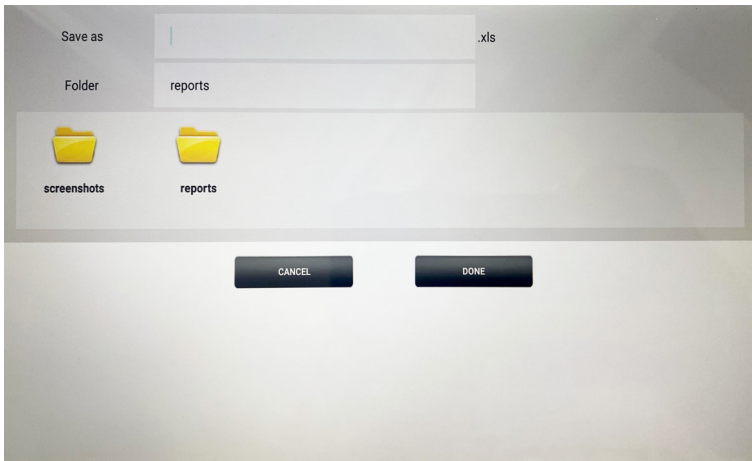 Save as .xls
Folder reports
screenshots reports
CANCEL DONE